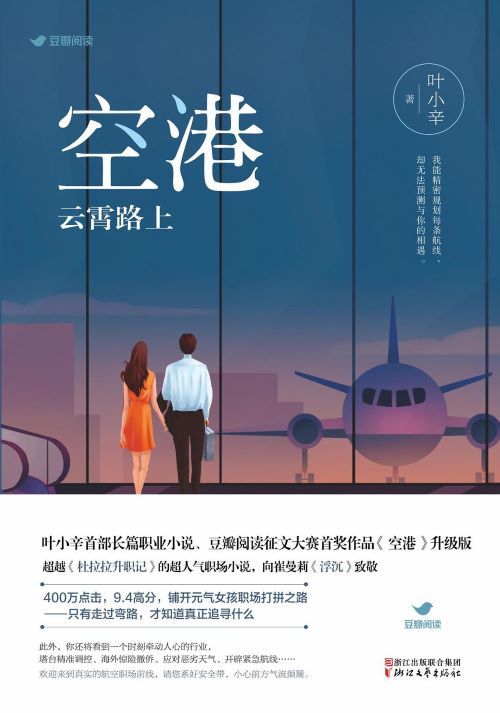 豆瓣阅读
空港
云霄路上
叶小辛
著
我能精密规划每条航线，
却无法预测与你的相遇。
叶小辛首部长篇职业小说、豆瓣阅读征文大赛首奖作品《空港》升级版
超越《杜拉拉升职记》的超人气职场小说，向崔曼莉《浮沉》致敬
400万点击，9.4高分，铺开元气女孩职场打拼之路
——只有走过弯路，才知道真正追寻什么
豆瓣阅读
此外，你还将看到一个时刻牵动人心的行业，
塔台精准调控、海外惊险撤侨、应对恶劣天气、开辟紧急航线……
欢迎来到真实的航空职场前线，请您系好安全带，小心前方气流颠簸。
浙江出版联合集团
浙江文艺出版社